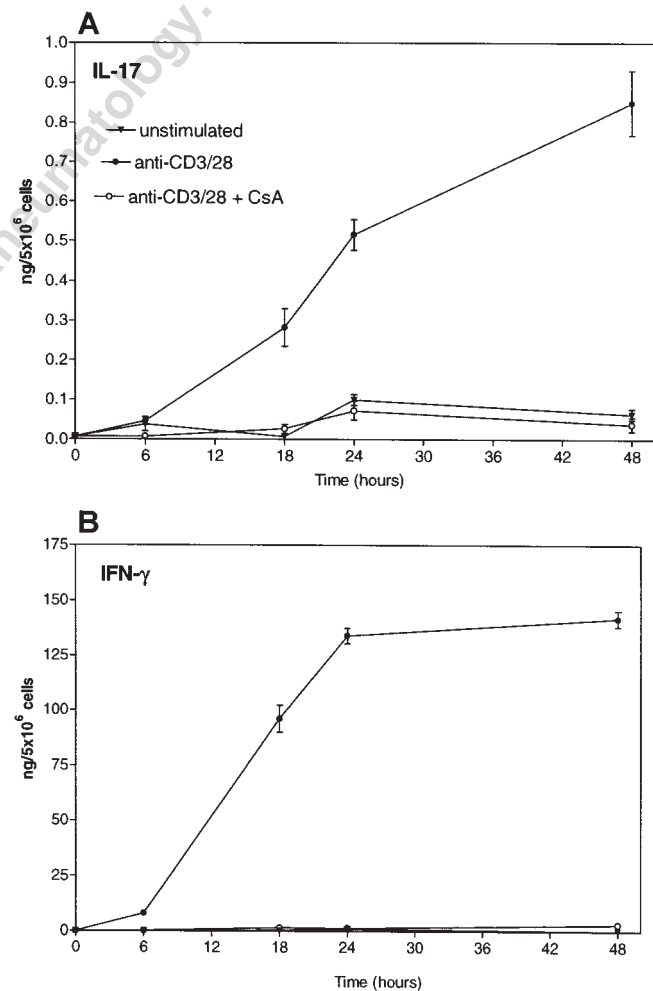 A
1.0
IL-17
0.9
0.8
unstimulated
0.7
anti-CD3/28
0.6
anti-CD3/28 + CsA
0.5
0.4
0.3
0.2
0.1
0.0
ng/5x10⁶ cells
0 6 12 18 24 30 36 42 48
Time (hours)
B
175
IFN-γ
150
125
100
75
50
25
0
ng/5x10⁶ cells
0 6 12 18 24 30 36 42 48
Time (hours)